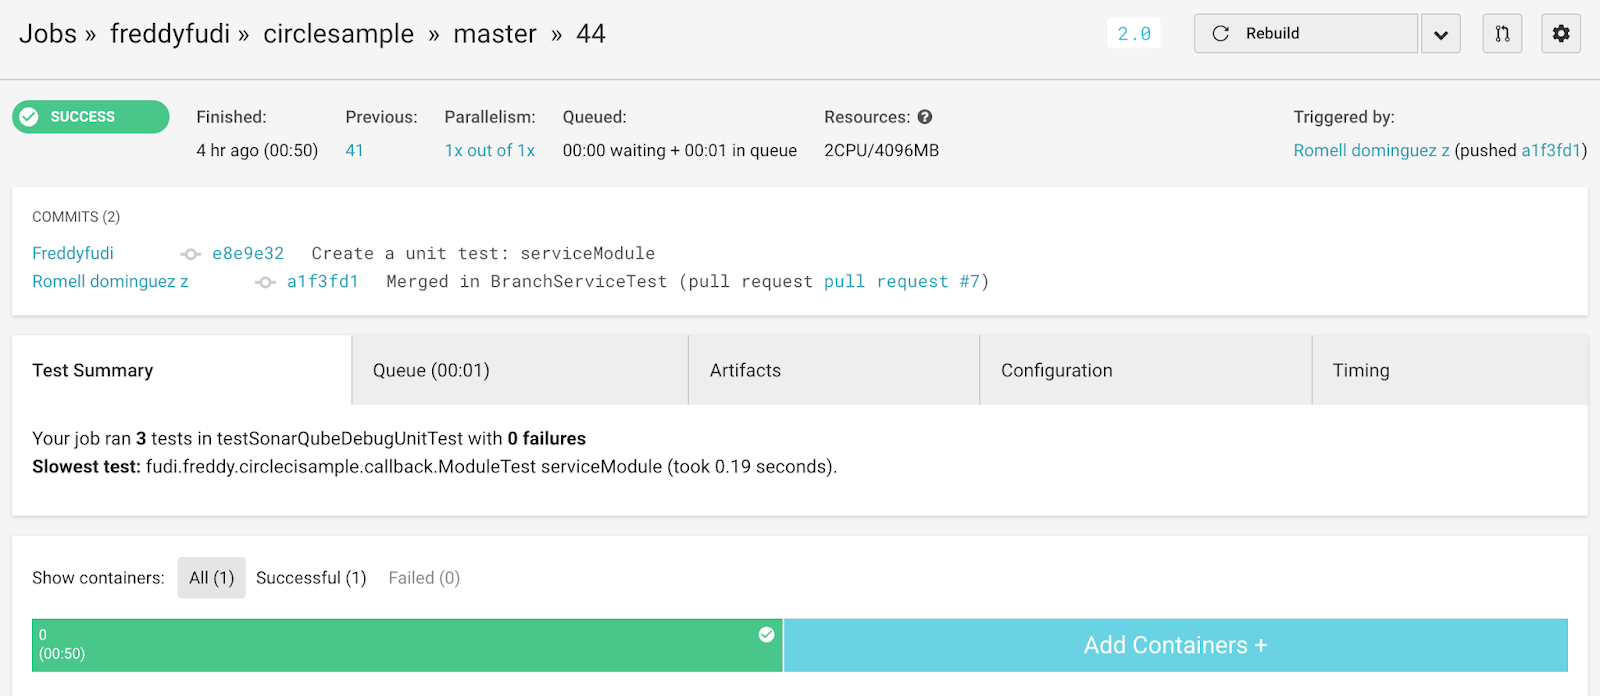 Jobs » freddyfudi » circlesample » master » 44
2.0
Rebuild
SUCCESS
Finished:
4 hr ago (00:50)
Previous:
41
Parallelism:
1x out of 1x
Queued:
00:00 waiting + 00:01 in queue
Resources:
2CPU/4096MB
Triggered by:
Romell dominguez z (pushed a1f3fd1)
COMMITS (2)
Freddyfudi e8e9e32 Create a unit test: serviceModule
Romell dominguez z a1f3fd1 Merged in BranchServiceTest (pull request pull request #7)
Test Summary
Queue (00:01)
Artifacts
Configuration
Timing
Your job ran 3 tests in testSonarQubeDebugUnitTest with 0 failures
Slowest test: fudi.freddy.circlecisample.callback.ModuleTest serviceModule (took 0.19 seconds).
Show containers: All (1) Successful (1) Failed (0)
0
(00:50)
Add Containers +